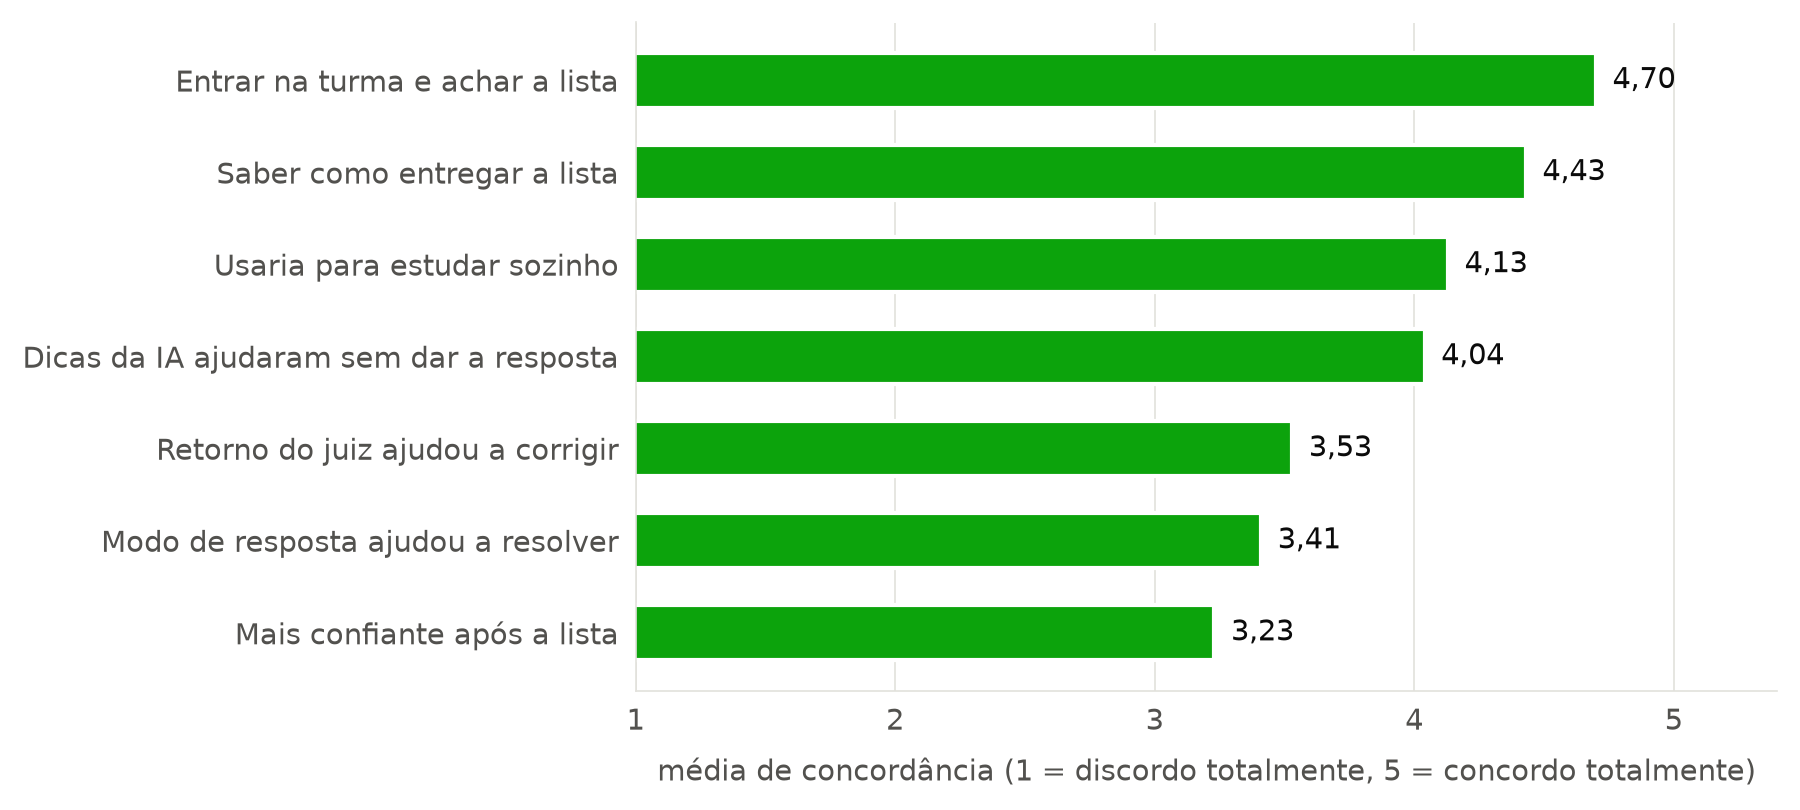 Entrar na turma e achar a lista 4,70
Saber como entregar a lista 4,43
Usaria para estudar sozinho 4,13
Dicas da IA ajudaram sem dar a resposta 4,04
Retorno do juiz ajudou a corrigir 3,53
Modo de resposta ajudou a resolver 3,41
Mais confiante após a lista 3,23
1 2 3 4 5
média de concordância (1 = discordo totalmente, 5 = concordo totalmente)